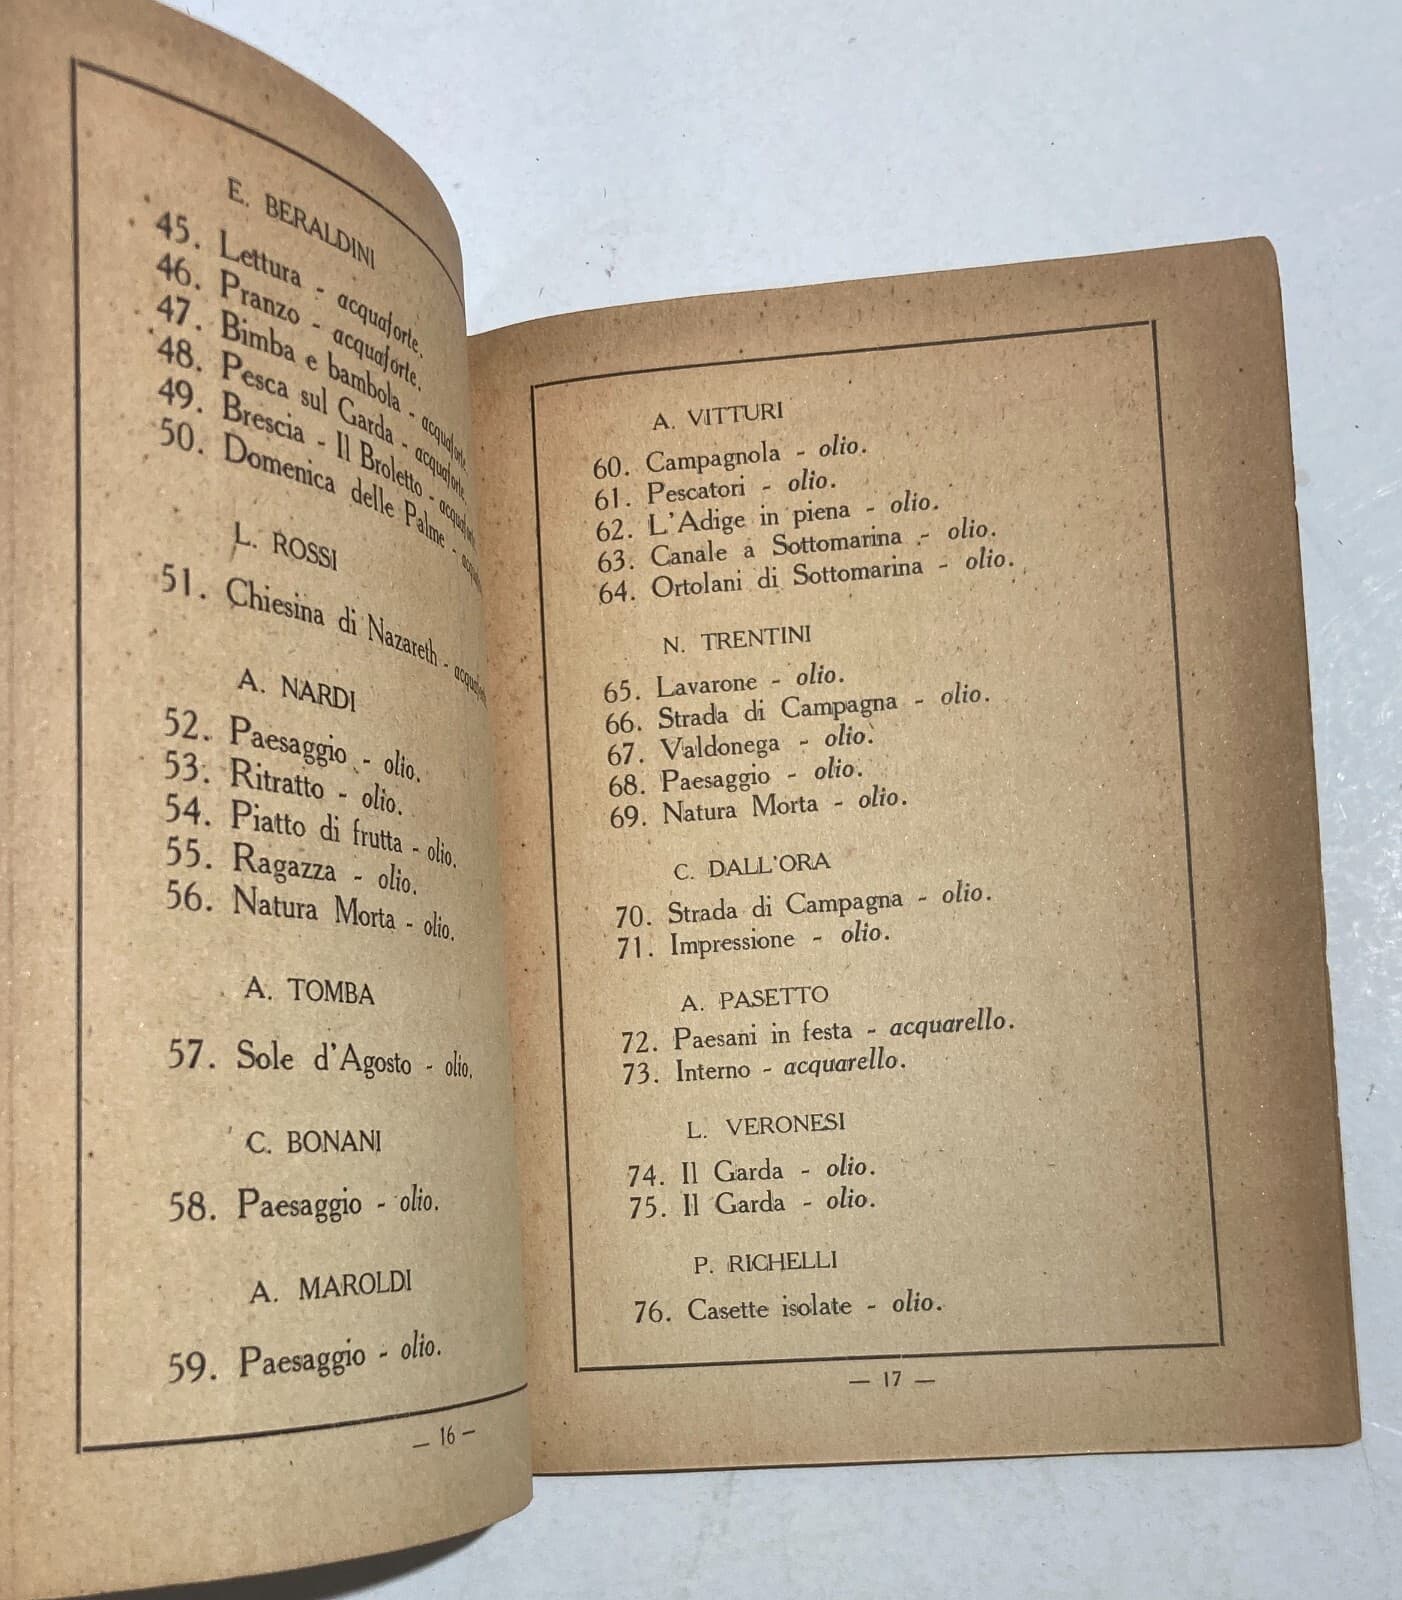 E. BERALDINI
45. Lettura - acquaforte.
46. Pranzo - acquaforte.
47. Bimba e bambola - acquaforte.
48. Pesca sul Garda - acquaforte.
49. Brescia - Il Broletto - acquaforte
50. Domenica delle Palme -
L. ROSSI
51. Chiesina di Nazareth - acquaforte
A. NARDI
52. Paesaggio - olio.
53. Ritratto - olio.
54. Piatto di frutta - olio.
55. Ragazza - olio.
56. Natura Morta - olio.
A. TOMBA
57. Sole d'Agosto - olio.
C. BONANI
58. Paesaggio - olio.
A. MAROLDI
59. Paesaggio - olio.
— 16 —
A. VITTURI
60. Campagnola - olio.
61. Pescatori - olio.
62. L'Adige in piena - olio.
63. Canale a Sottomarina - olio.
64. Ortolani di Sottomarina - olio.
N. TRENTINI
65. Lavarone - olio.
66. Strada di Campagna - olio.
67. Valdonega - olio.
68. Paesaggio - olio.
69. Natura Morta - olio.
C. DALL'ORA
70. Strada di Campagna - olio.
71. Impressione - olio.
A. PASETTO
72. Paesani in festa - acquarello.
73. Interno - acquarello.
L. VERONESI
74. Il Garda - olio.
75. Il Garda - olio.
P. RICHELLI
76. Casette isolate - olio.
— 17 —